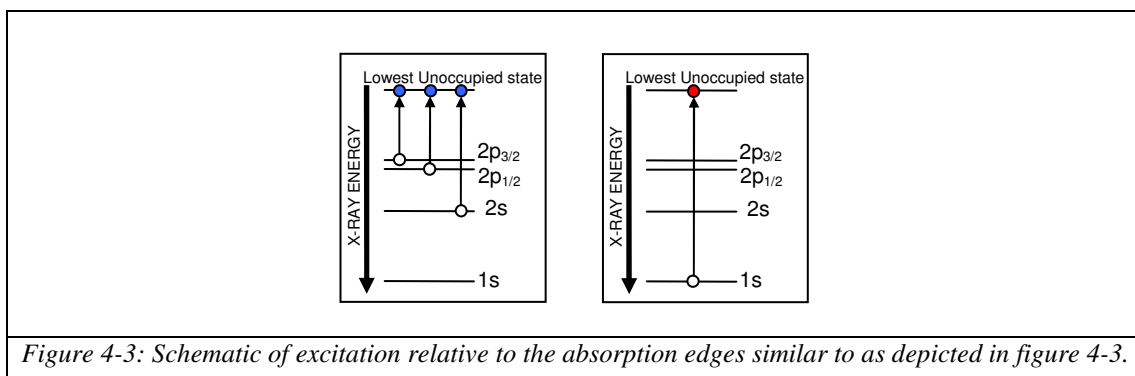 Lowest Unoccupied state
X-RAY ENERGY
2p3/2
2p1/2
2s
1s
Lowest Unoccupied state
X-RAY ENERGY
2p3/2
2p1/2
2s
1s
Figure 4-3: Schematic of excitation relative to the absorption edges similar to as depicted in figure 4-3.